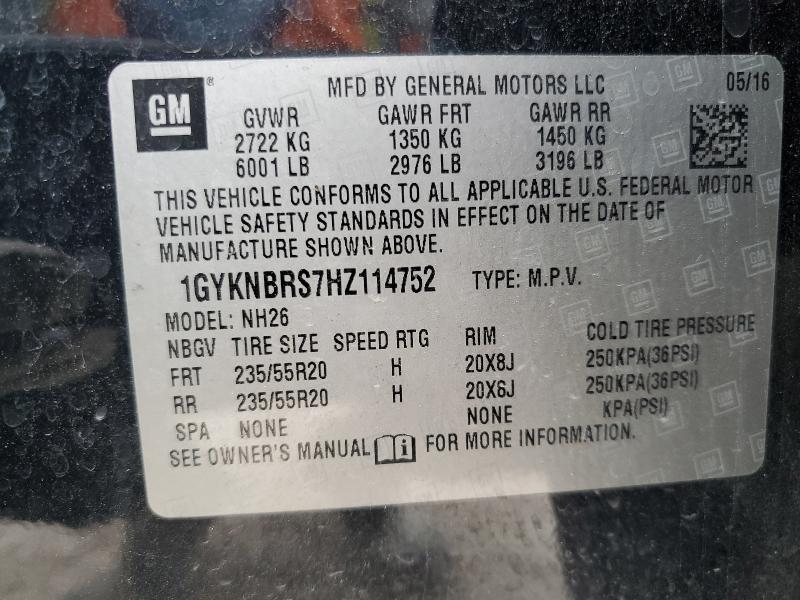 GM® MFD BY GENERAL MOTORS LLC 05/16
GVWR GAWR FRT GAWR RR
2722 KG 1350 KG 1450 KG
6001 LB 2976 LB 3196 LB
THIS VEHICLE CONFORMS TO ALL APPLICABLE U.S. FEDERAL MOTOR
VEHICLE SAFETY STANDARDS IN EFFECT ON THE DATE OF
MANUFACTURE SHOWN ABOVE.
1GYKNBRS7HZ114752 TYPE: M.P.V.
MODEL: NH26
NBGV TIRE SIZE SPEED RTG RIM COLD TIRE PRESSURE
FRT 235/55R20 H 20X8J 250KPA(36PSI)
RR 235/55R20 H 20X6J 250KPA(36PSI)
SPA NONE NONE KPA(PSI)
SEE OWNER'S MANUAL i FOR MORE INFORMATION.